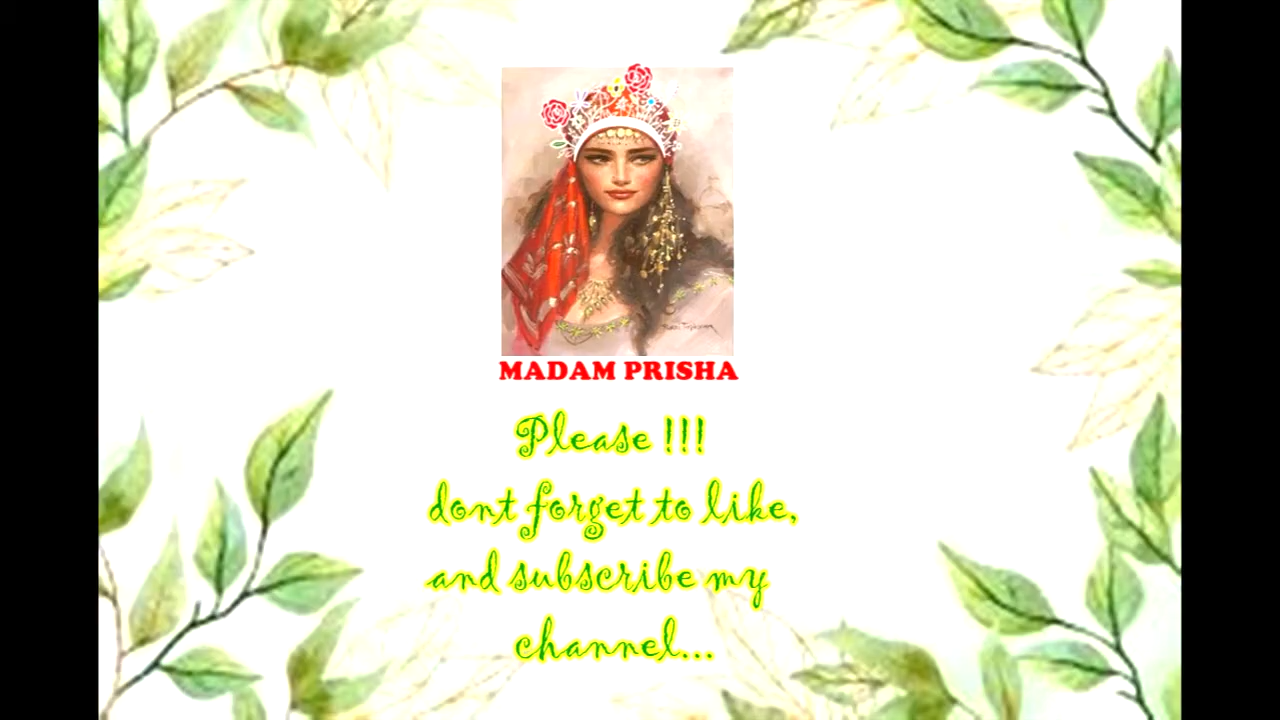 MADAM PRISHA
Please !!!
dont forget to like,
and subscribe my
channel...